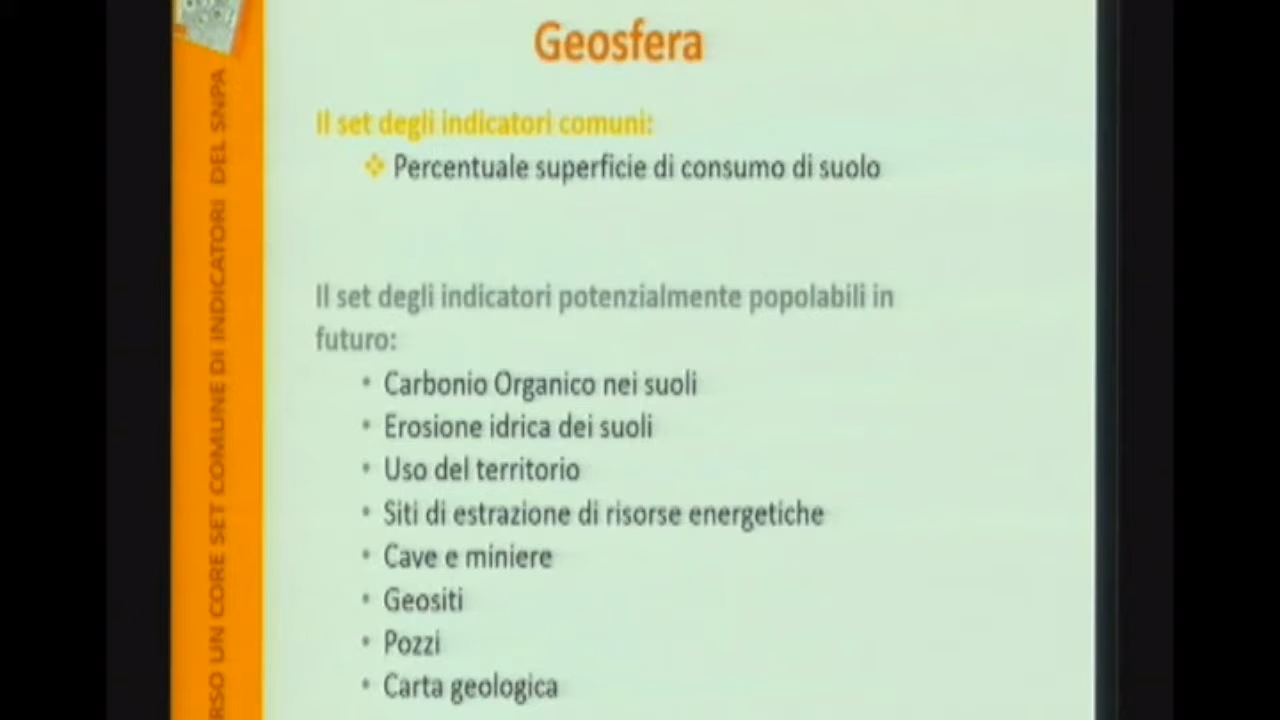 Geosfera
Il set degli indicatori comuni:
Percentuale superficie di consumo di suolo
Il set degli indicatori potenzialmente popolabili in
futuro:
Carbonio Organico nei suoli
Erosione idrica dei suoli
Uso del territorio
Siti di estrazione di risorse energetiche
Cave e miniere
Geositi
Pozzi
Carta geologica
UN CORE SET COMUNE DI INDICATORI DEL SNPA